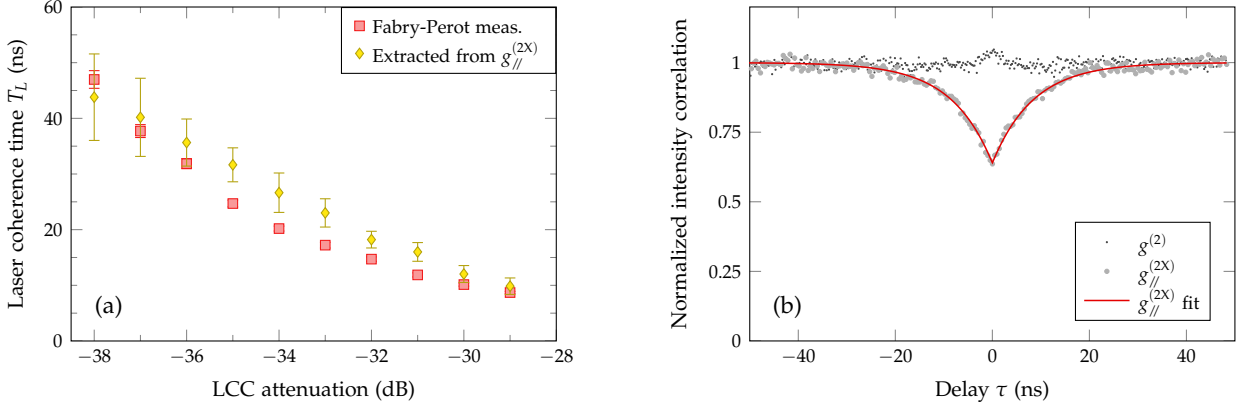 Laser coherence time T_L (ns)
60
40
20
0
Fabry-Perot meas.
Extracted from g_{//}^{(2X)}
(a)
−38 −36 −34 −32 −30 −28
LCC attenuation (dB)
Normalized intensity correlation
1
0.75
0.5
0.25
0
g^{(2)}
g_{//}^{(2X)}
g_{//}^{(2X)} fit
(b)
−40 −20 0 20 40
Delay τ (ns)